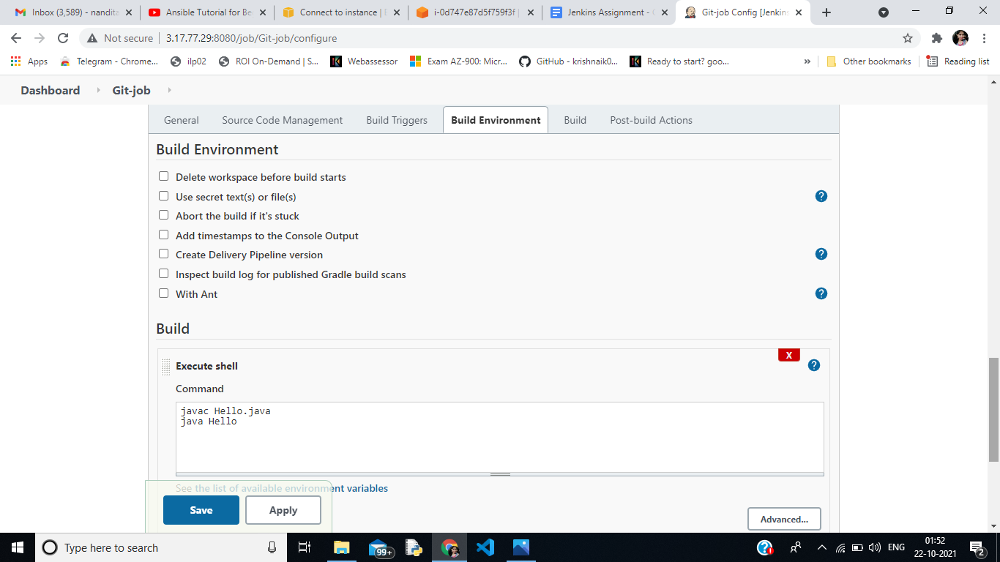 Inbox (3,589) - nandita
Ansible Tutorial for Be
Connect to instance | E
i-0d747e87d5f759f3f |
Jenkins Assignment - G
Git-job Config [Jenkins
Not secure | 3.17.77.29:8080/job/Git-job/configure
Apps
Telegram - Chrome...
ilp02
ROI On-Demand | S...
Webassessor
Exam AZ-900: Micr...
GitHub - krishnaik0...
Ready to start? goo...
»
Other bookmarks
Reading list
Dashboard
Git-job
General
Source Code Management
Build Triggers
Build Environment
Build
Post-build Actions
Build Environment
Delete workspace before build starts
Use secret text(s) or file(s)
Abort the build if it's stuck
Add timestamps to the Console Output
Create Delivery Pipeline version
Inspect build log for published Gradle build scans
With Ant
Build
X
Execute shell
Command
javac Hello.java
java Hello
See the list of available environment variables
Save
Apply
Advanced...
Type here to search
99+
ENG
01:52
22-10-2021
2